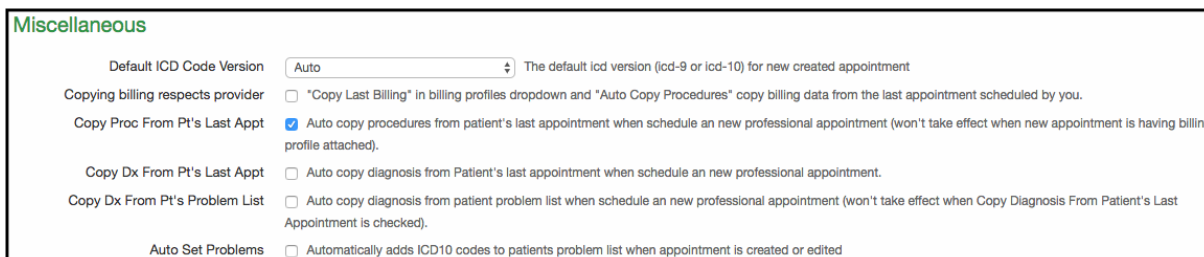 Miscellaneous
Default ICD Code Version Auto The default icd version (icd-9 or icd-10) for new created appointment
Copying billing respects provider "Copy Last Billing" in billing profiles dropdown and "Auto Copy Procedures" copy billing data from the last appointment scheduled by you.
Copy Proc From Pt's Last Appt Auto copy procedures from patient's last appointment when schedule an new professional appointment (won't take effect when new appointment is having billin
profile attached).
Copy Dx From Pt's Last Appt Auto copy diagnosis from Patient's last appointment when schedule an new professional appointment.
Copy Dx From Pt's Problem List Auto copy diagnosis from patient problem list when schedule an new professional appointment (won't take effect when Copy Diagnosis From Patient's Last
Appointment is checked).
Auto Set Problems Automatically adds ICD10 codes to patients problem list when appointment is created or edited